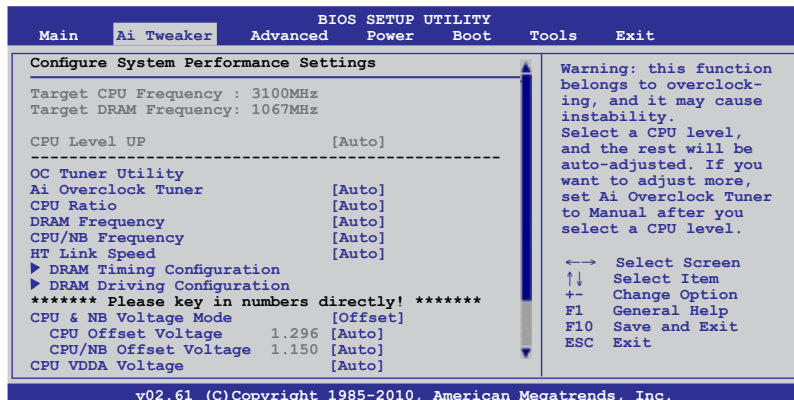 BIOS SETUP UTILITY
Main Ai Tweaker Advanced Power Boot Tools Exit
Configure System Performance Settings
Target CPU Frequency : 3100MHz
Target DRAM Frequency: 1067MHz
CPU Level UP [Auto]
---------------------------------------------------
OC Tuner Utility
Ai Overclock Tuner [Auto]
CPU Ratio [Auto]
DRAM Frequency [Auto]
CPU/NB Frequency [Auto]
HT Link Speed [Auto]
DRAM Timing Configuration
DRAM Driving Configuration
******* Please key in numbers directly! *******
CPU & NB Voltage Mode [Offset]
CPU Offset Voltage 1.296 [Auto]
CPU/NB Offset Voltage 1.150 [Auto]
CPU VDDA Voltage [Auto]
Warning: this function
belongs to overclock-
ing, and it may cause
instability.
Select a CPU level,
and the rest will be
auto-adjusted. If you
want to adjust more,
set Ai Overclock Tuner
to Manual after you
select a CPU level.
←→ Select Screen
↑↓ Select Item
+- Change Option
F1 General Help
F10 Save and Exit
ESC Exit
v02.61 (C)Copyright 1985-2010, American Megatrends, Inc.